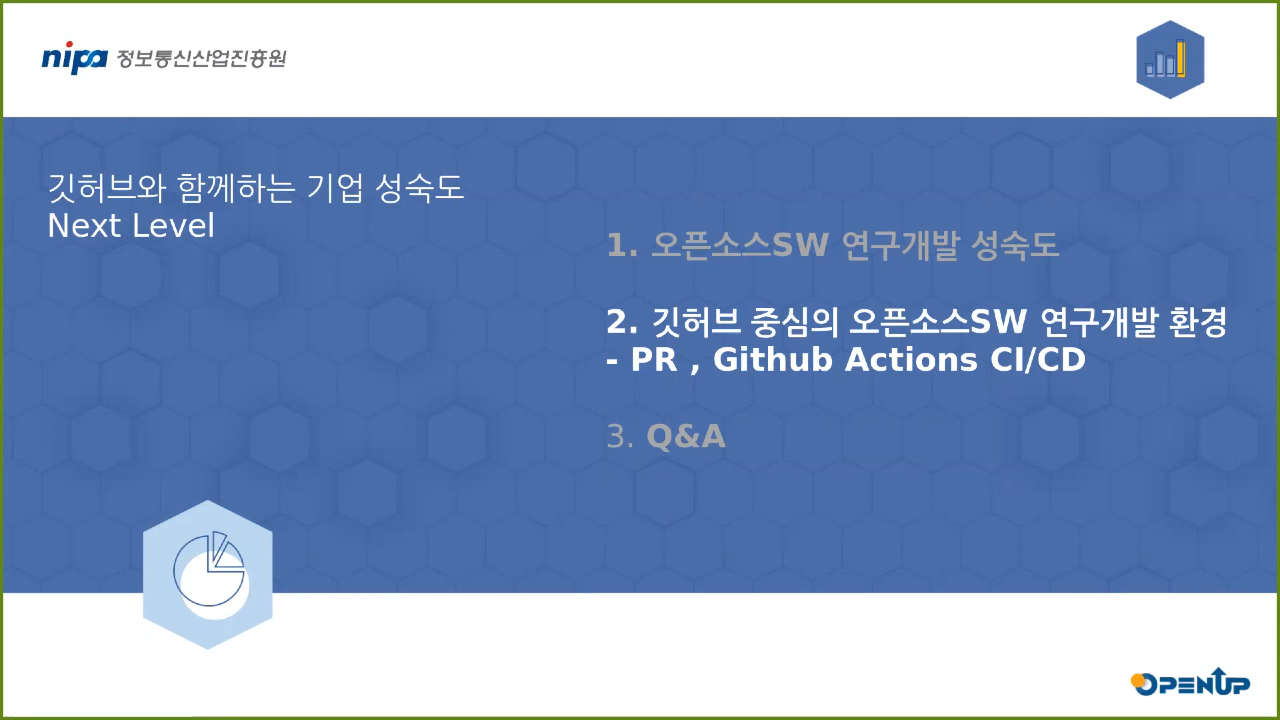 nipa 정보통신산업진흥원
깃허브와 함께하는 기업 성숙도
Next Level
1. 오픈소스SW 연구개발 성숙도
2. 깃허브 중심의 오픈소스SW 연구개발 환경
- PR , Github Actions CI/CD
3. Q&A
OPENUP